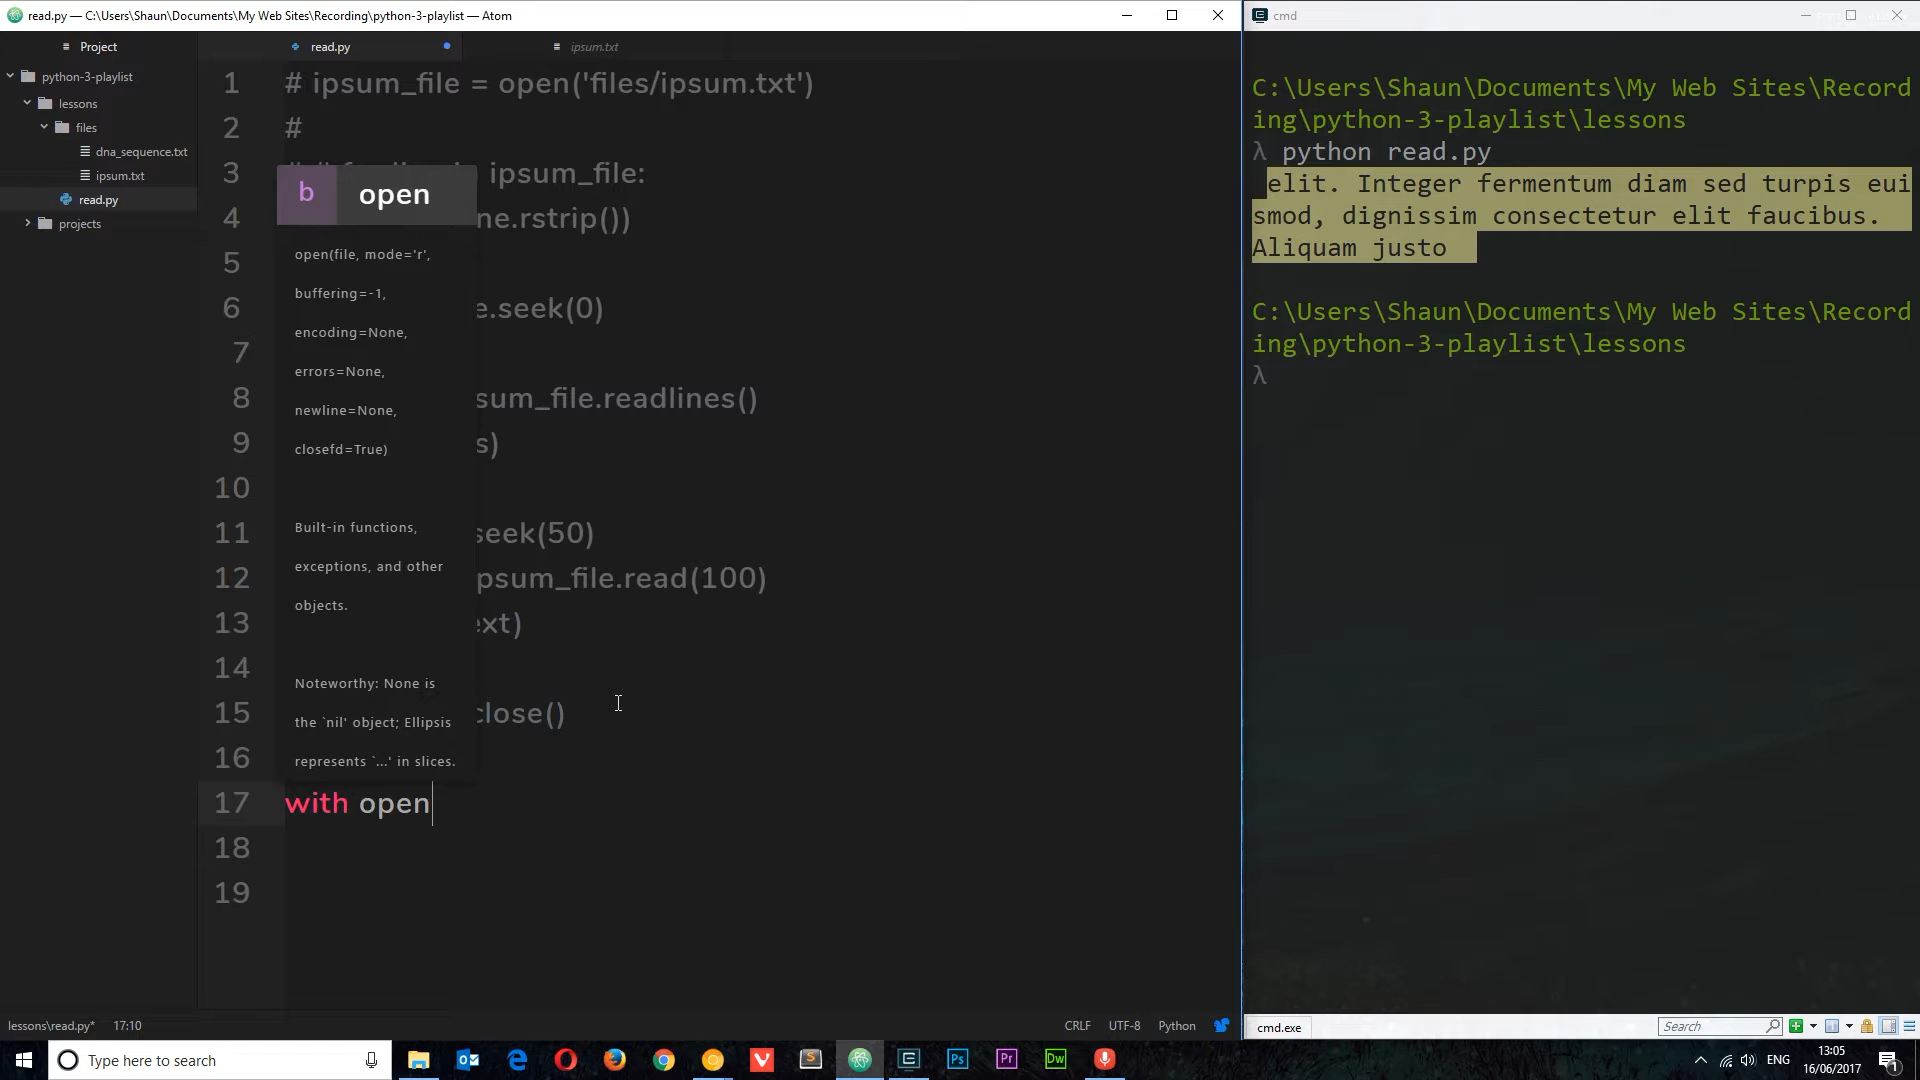 read.py — C:\Users\Shaun\Documents\My Web Sites\Recording\python-3-playlist — Atom
Project
python-3-playlist
lessons
files
dna_sequence.txt
ipsum.txt
read.py
projects
read.py
ipsum.txt
1 # ipsum_file = open('files/ipsum.txt')
2 #
3 ipsum_file:
4 ne.rstrip())
5
6 e.seek(0)
7
8 sum_file.readlines()
9 s)
10
11 seek(50)
12 ipsum_file.read(100)
13 ext)
14
15 close()
16
17 with open
18
19
b open
open(file, mode='r',
buffering=-1,
encoding=None,
errors=None,
newline=None,
closefd=True)
Built-in functions,
exceptions, and other
objects.
Noteworthy: None is
the `nil' object; Ellipsis
represents `...' in slices.
lessons\read.py* 17:10
CRLF UTF-8 Python
cmd
C:\Users\Shaun\Documents\My Web Sites\Record
ing\python-3-playlist\lessons
λ python read.py
elit. Integer fermentum diam sed turpis eui
smod, dignissim consectetur elit faucibus.
Aliquam justo
C:\Users\Shaun\Documents\My Web Sites\Record
ing\python-3-playlist\lessons
λ
cmd.exe
Search
Type here to search
Ps
Pr
Dw
ENG
13:05
16/06/2017
1